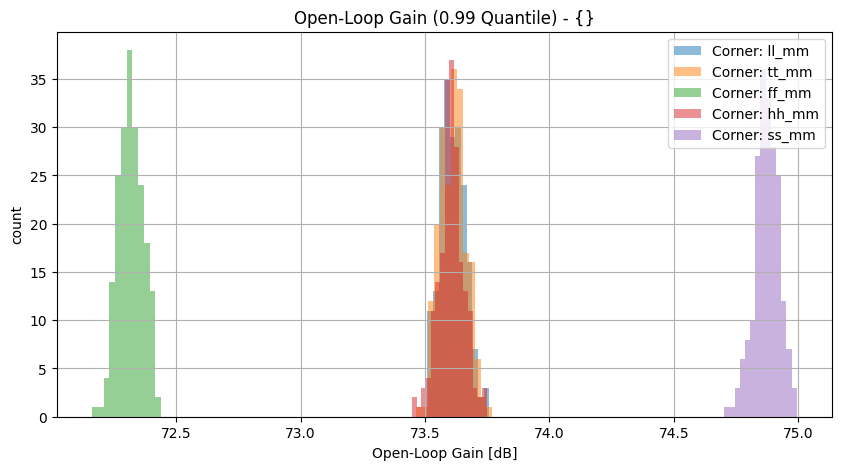 Open-Loop Gain (0.99 Quantile) - {}
Corner: ll_mm
Corner: tt_mm
Corner: ff_mm
Corner: hh_mm
Corner: ss_mm
35
30
25
20
15
10
5
0
count
72.5 73.0 73.5 74.0 74.5 75.0
Open-Loop Gain [dB]